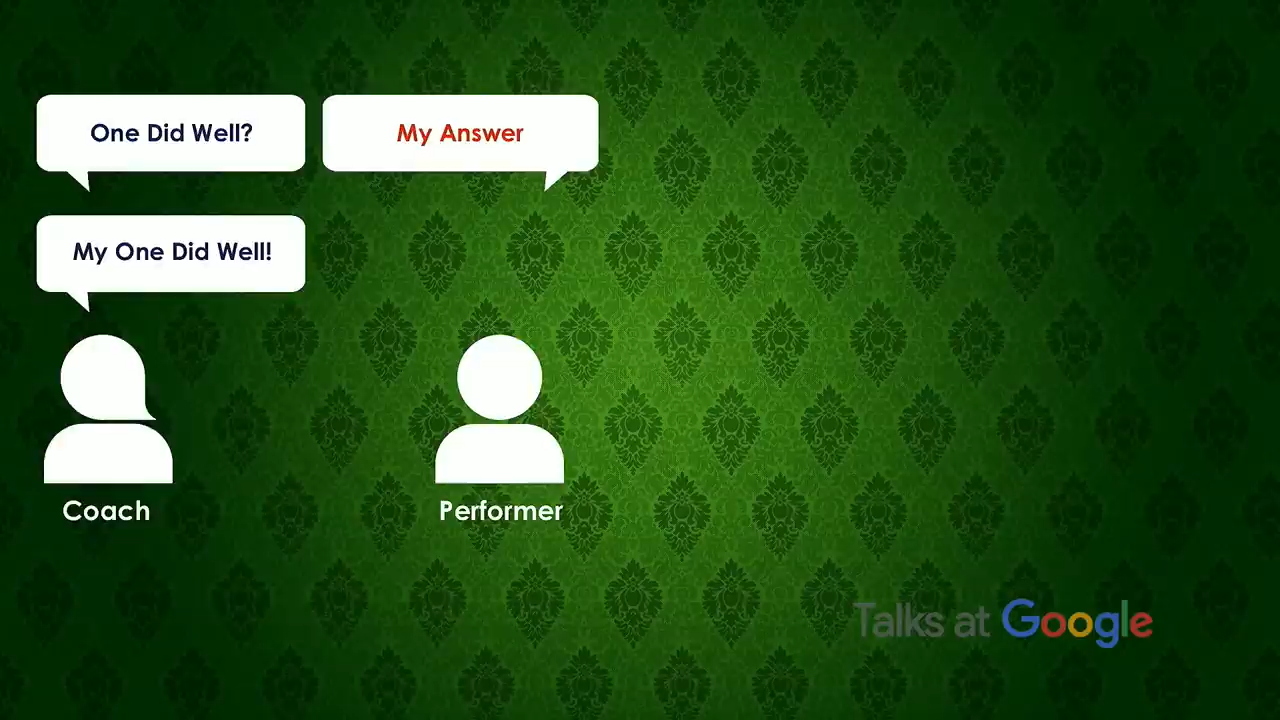 One Did Well?
My Answer
My One Did Well!
Coach
Performer
Talks at Google